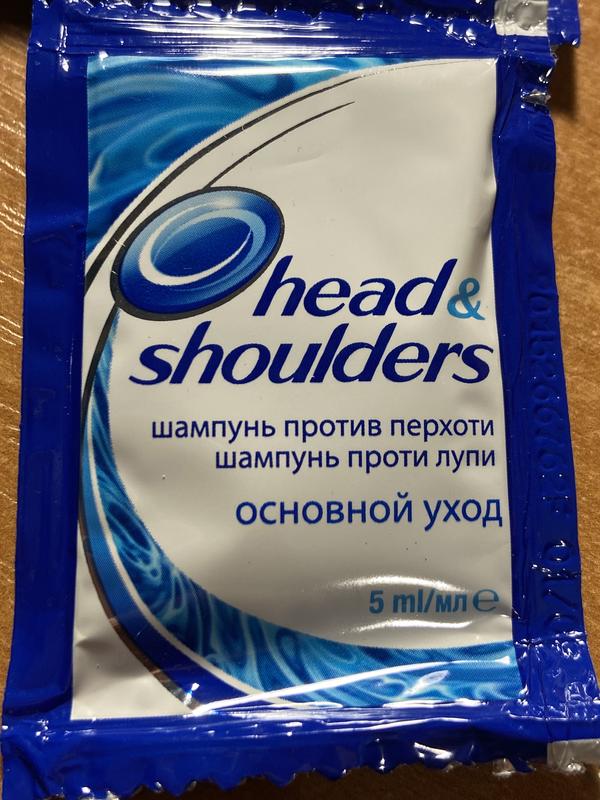 head&
shoulders
шампунь против перхоти
шампунь проти лупи
основной уход
5 ml/мл e